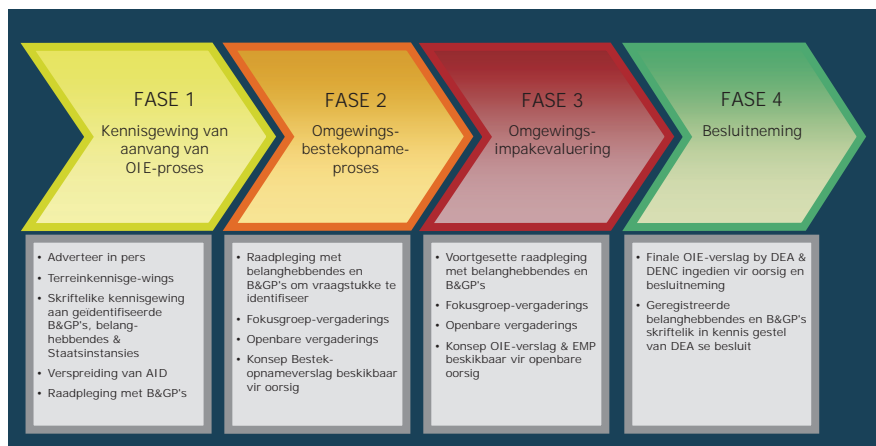 FASE 1
Kennisgewing van
aanvang van
OIE-proses
• Adverteer in pers
• Terreinkennisge-wings
• Skriftelike kennisgewing
aan geïdentifiseerde
B&GP's, belang-
hebbendes &
Staatsinstansies
• Verspreiding van AID
• Raadpleging met B&GP's
FASE 2
Omgewings-
bestekopname-
proses
• Raadpleging met
belanghebbendes en
B&GP's om vraagstukke te
identifiseer
• Fokusgroep-vergaderings
• Openbare vergaderings
• Konsep Bestek-
opnameverslag beskikbaar
vir oorsig
FASE 3
Omgewings-
impakevaluering
• Voortgesette raadpleging
met belanghebbendes en
B&GP's
• Fokusgroep-vergaderings
• Openbare vergaderings
• Konsep OIE-verslag & EMP
beskikbaar vir openbare
oorsig
FASE 4
Besluitneming
• Finale OIE-verslag by DEA &
DENC ingedien vir oorsig en
besluitneming
• Geregistreerde
belanghebbendes en B&GP's
skriftelik in kennis gestel
van DEA se besluit